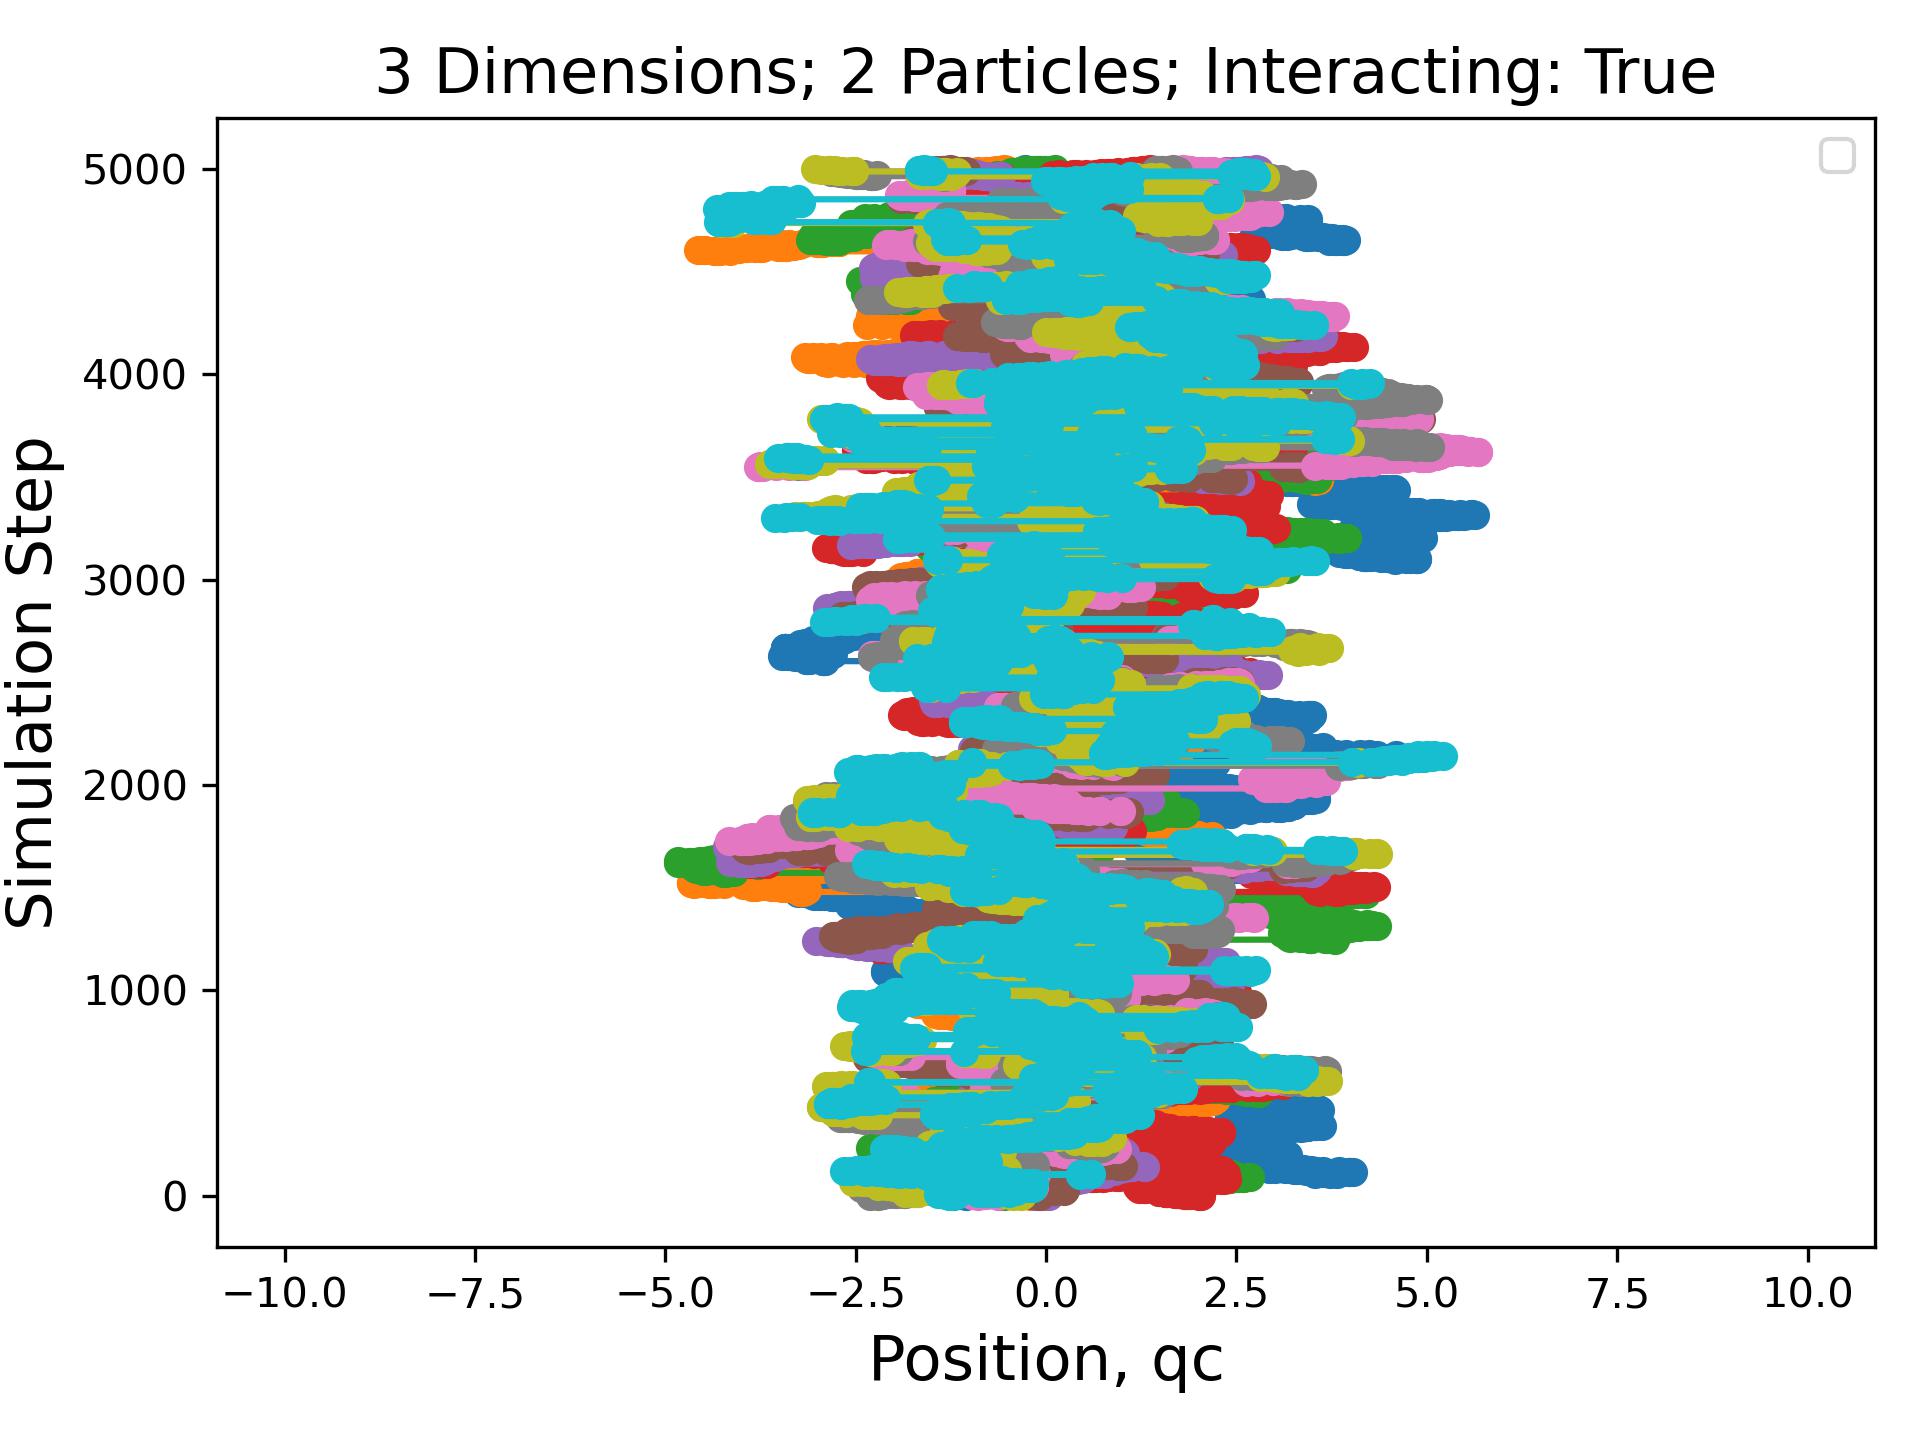 3 Dimensions; 2 Particles; Interacting: True
5000
4000
3000
2000
1000
0
Simulation Step
−10.0 −7.5 −5.0 −2.5 0.0 2.5 5.0 7.5 10.0
Position, qc